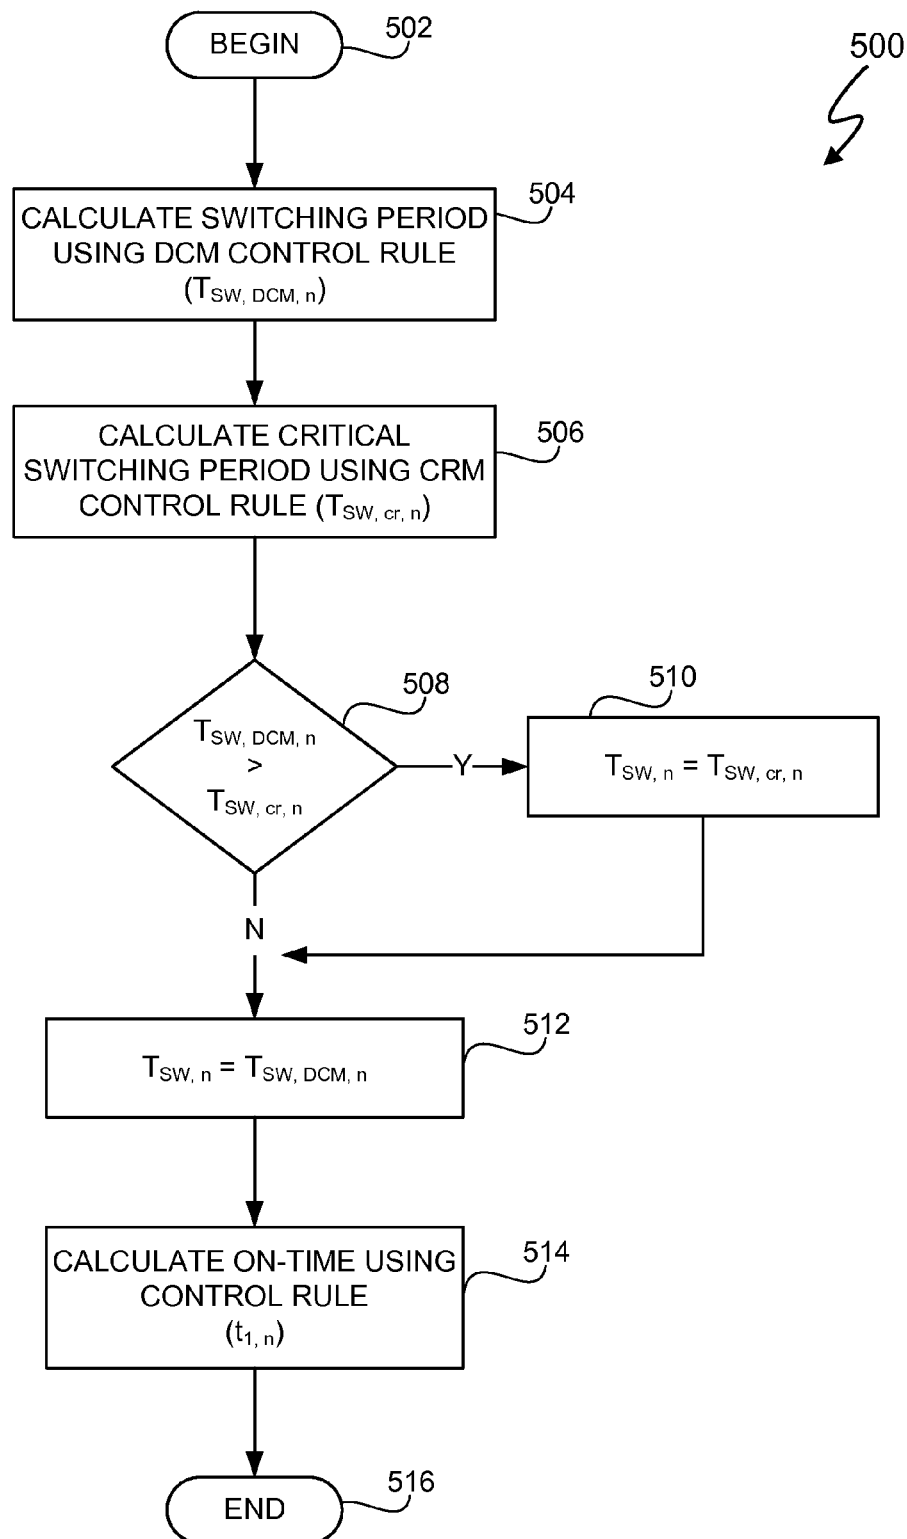 BEGIN
502
500
504
CALCULATE SWITCHING PERIOD
USING DCM CONTROL RULE
(T_SW, DCM, n)
506
CALCULATE CRITICAL
SWITCHING PERIOD USING CRM
CONTROL RULE (T_SW, cr, n)
508
T_SW, DCM, n
>
T_SW, cr, n
Y
510
T_SW, n = T_SW, cr, n
N
512
T_SW, n = T_SW, DCM, n
514
CALCULATE ON-TIME USING
CONTROL RULE
(t_1, n)
516
END